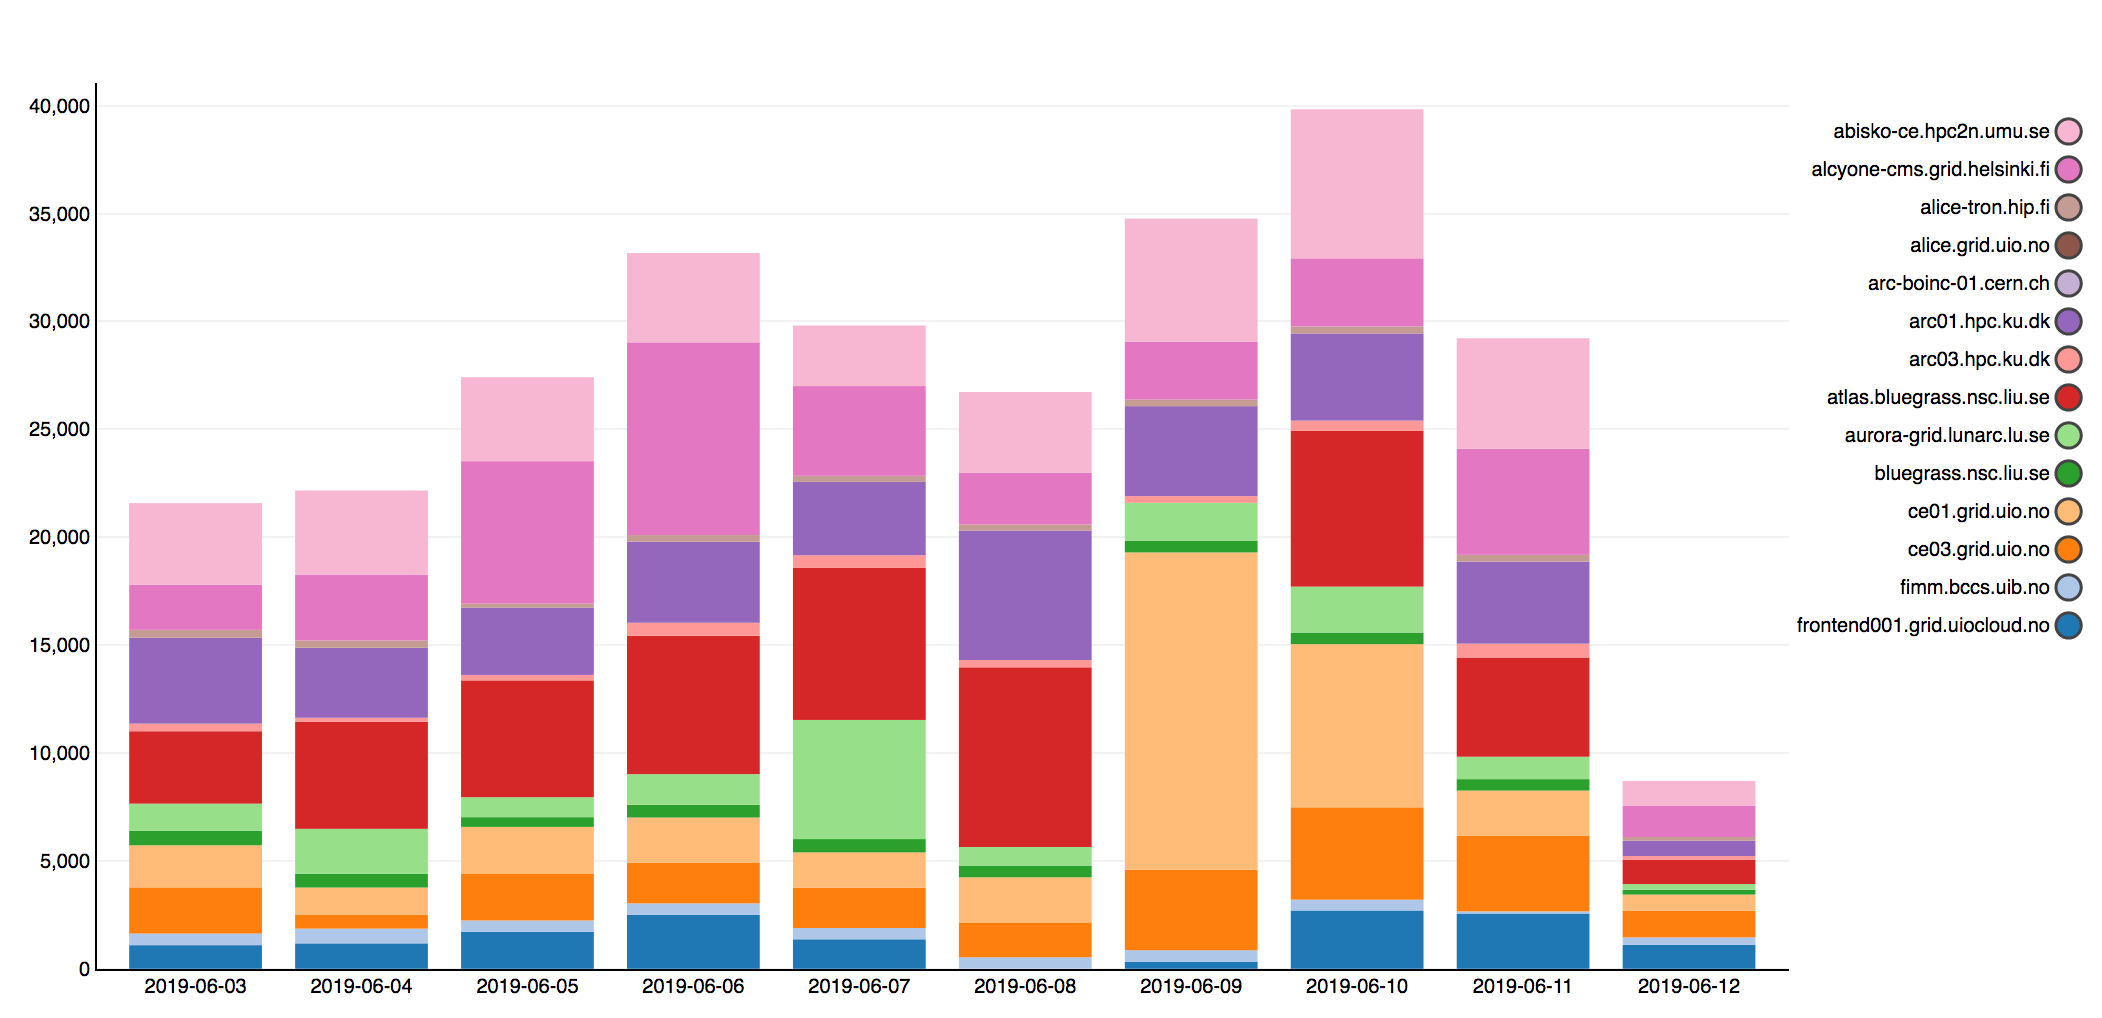 40,000
35,000
30,000
25,000
20,000
15,000
10,000
5,000
0
2019-06-03 2019-06-04 2019-06-05 2019-06-06 2019-06-07 2019-06-08 2019-06-09 2019-06-10 2019-06-11 2019-06-12
abisko-ce.hpc2n.umu.se
alcyone-cms.grid.helsinki.fi
alice-tron.hip.fi
alice.grid.uio.no
arc-boinc-01.cern.ch
arc01.hpc.ku.dk
arc03.hpc.ku.dk
atlas.bluegrass.nsc.liu.se
aurora-grid.lunarc.lu.se
bluegrass.nsc.liu.se
ce01.grid.uio.no
ce03.grid.uio.no
fimm.bccs.uib.no
frontend001.grid.uiocloud.no